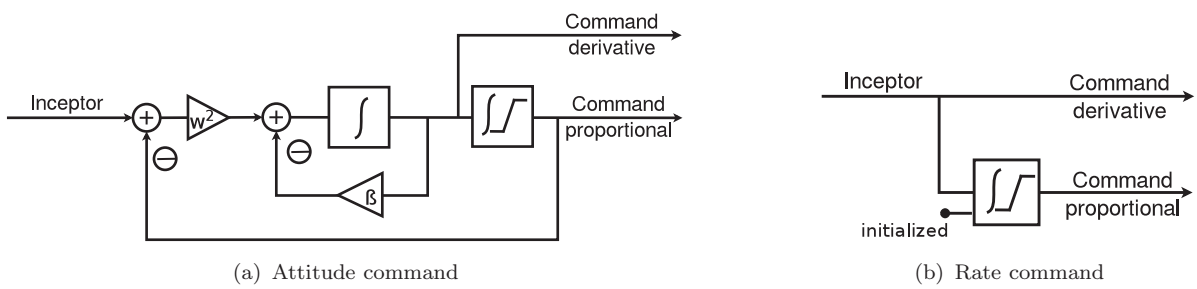 Command
derivative
Inceptor
+
w²
+
∫
∫
Command
proportional
ß
(a) Attitude command
Inceptor
Command
derivative
∫
Command
proportional
initialized
(b) Rate command